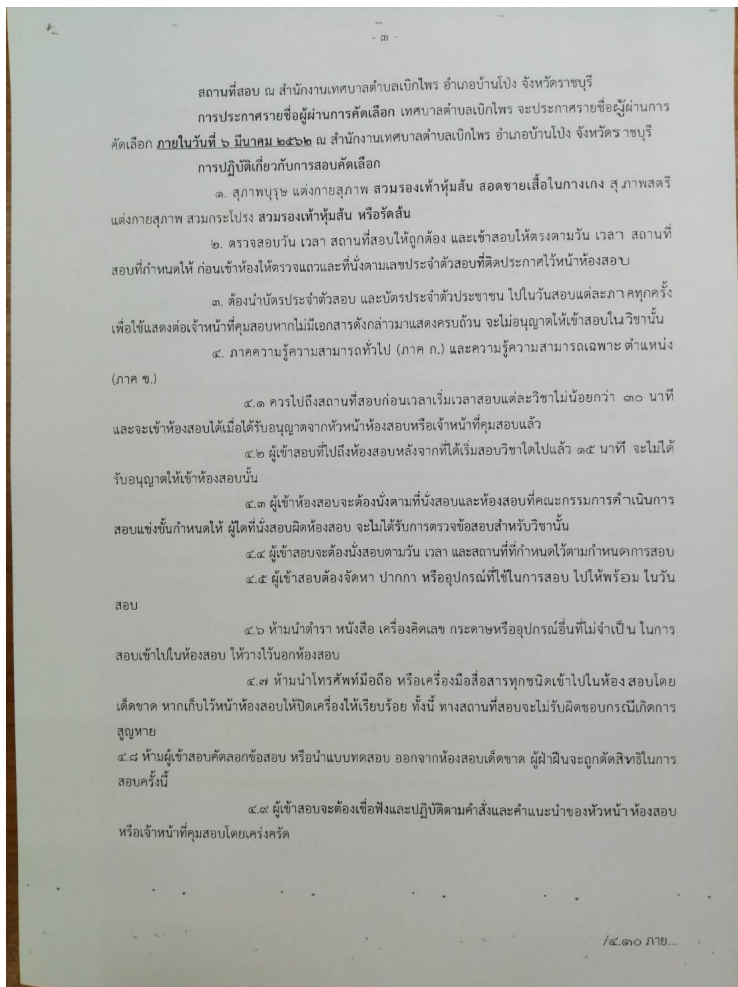 - ๓ -
สถานที่สอบ ณ สำนักงานเทศบาลตำบลเบิกไพร อำเภอบ้านโป่ง จังหวัดราชบุรี
การประกาศรายชื่อผู้ผ่านการคัดเลือก เทศบาลตำบลเบิกไพร จะประกาศรายชื่อผู้ผ่านการ
คัดเลือก ภายในวันที่ ๖ มีนาคม ๒๕๖๒ ณ สำนักงานเทศบาลตำบลเบิกไพร อำเภอบ้านโป่ง จังหวัดราชบุรี
การปฏิบัติเกี่ยวกับการสอบคัดเลือก
๑. สุภาพบุรุษ แต่งกายสุภาพ สวมรองเท้าหุ้มส้น สอดชายเสื้อในกางเกง สุภาพสตรี
แต่งกายสุภาพ สวมกระโปรง สวมรองเท้าหุ้มส้น หรือรัดส้น
๒. ตรวจสอบวัน เวลา สถานที่สอบให้ถูกต้อง และเข้าสอบให้ตรงตามวัน เวลา สถานที่
สอบที่กำหนดให้ ก่อนเข้าห้องให้ตรวจแถวและที่นั่งตามเลขประจำตัวสอบที่ติดประกาศไว้หน้าห้องสอบ
๓. ต้องนำบัตรประจำตัวสอบ และบัตรประจำตัวประชาชน ไปในวันสอบแต่ละภาคทุกครั้ง
เพื่อใช้แสดงต่อเจ้าหน้าที่คุมสอบหากไม่มีเอกสารดังกล่าวมาแสดงครบถ้วน จะไม่อนุญาตให้เข้าสอบในวิชานั้น
๔. ภาคความรู้ความสามารถทั่วไป (ภาค ก.) และความรู้ความสามารถเฉพาะ ตำแหน่ง
(ภาค ข.)
๔.๑ ควรไปถึงสถานที่สอบก่อนเวลาเริ่มเวลาสอบแต่ละวิชาไม่น้อยกว่า ๓๐ นาที
และจะเข้าห้องสอบได้เมื่อได้รับอนุญาตจากหัวหน้าห้องสอบหรือเจ้าหน้าที่คุมสอบแล้ว
๔.๒ ผู้เข้าสอบที่ไปถึงห้องสอบหลังจากที่ได้เริ่มสอบวิชาใดไปแล้ว ๑๕ นาที จะไม่ได้
รับอนุญาตให้เข้าห้องสอบนั้น
๔.๓ ผู้เข้าห้องสอบจะต้องนั่งตามที่นั่งสอบและห้องสอบที่คณะกรรมการดำเนินการ
สอบแข่งขันกำหนดให้ ผู้ใดที่นั่งสอบผิดห้องสอบ จะไม่ได้รับการตรวจข้อสอบสำหรับวิชานั้น
๔.๔ ผู้เข้าสอบจะต้องนั่งสอบตามวัน เวลา และสถานที่ที่กำหนดไว้ตามกำหนดการสอบ
๔.๕ ผู้เข้าสอบต้องจัดหา ปากกา หรืออุปกรณ์ที่ใช้ในการสอบ ไปให้พร้อม ในวัน
สอบ
๔.๖ ห้ามนำตำรา หนังสือ เครื่องคิดเลข กระดาษหรืออุปกรณ์อื่นที่ไม่จำเป็น ในการ
สอบเข้าไปในห้องสอบ ให้วางไว้นอกห้องสอบ
๔.๗ ห้ามนำโทรศัพท์มือถือ หรือเครื่องมือสื่อสารทุกชนิดเข้าไปในห้องสอบโดย
เด็ดขาด หากเก็บไว้หน้าห้องสอบให้ปิดเครื่องให้เรียบร้อย ทั้งนี้ ทางสถานที่สอบจะไม่รับผิดชอบกรณีเกิดการ
สูญหาย
๔.๘ ห้ามผู้เข้าสอบคัดลอกข้อสอบ หรือนำแบบทดสอบ ออกจากห้องสอบเด็ดขาด ผู้ฝ่าฝืนจะถูกตัดสิทธิในการ
สอบครั้งนี้
๔.๙ ผู้เข้าสอบจะต้องเชื่อฟังและปฏิบัติตามคำสั่งและคำแนะนำของหัวหน้าห้องสอบ
หรือเจ้าหน้าที่คุมสอบโดยเคร่งครัด
/๔.๑๐ ภาย...